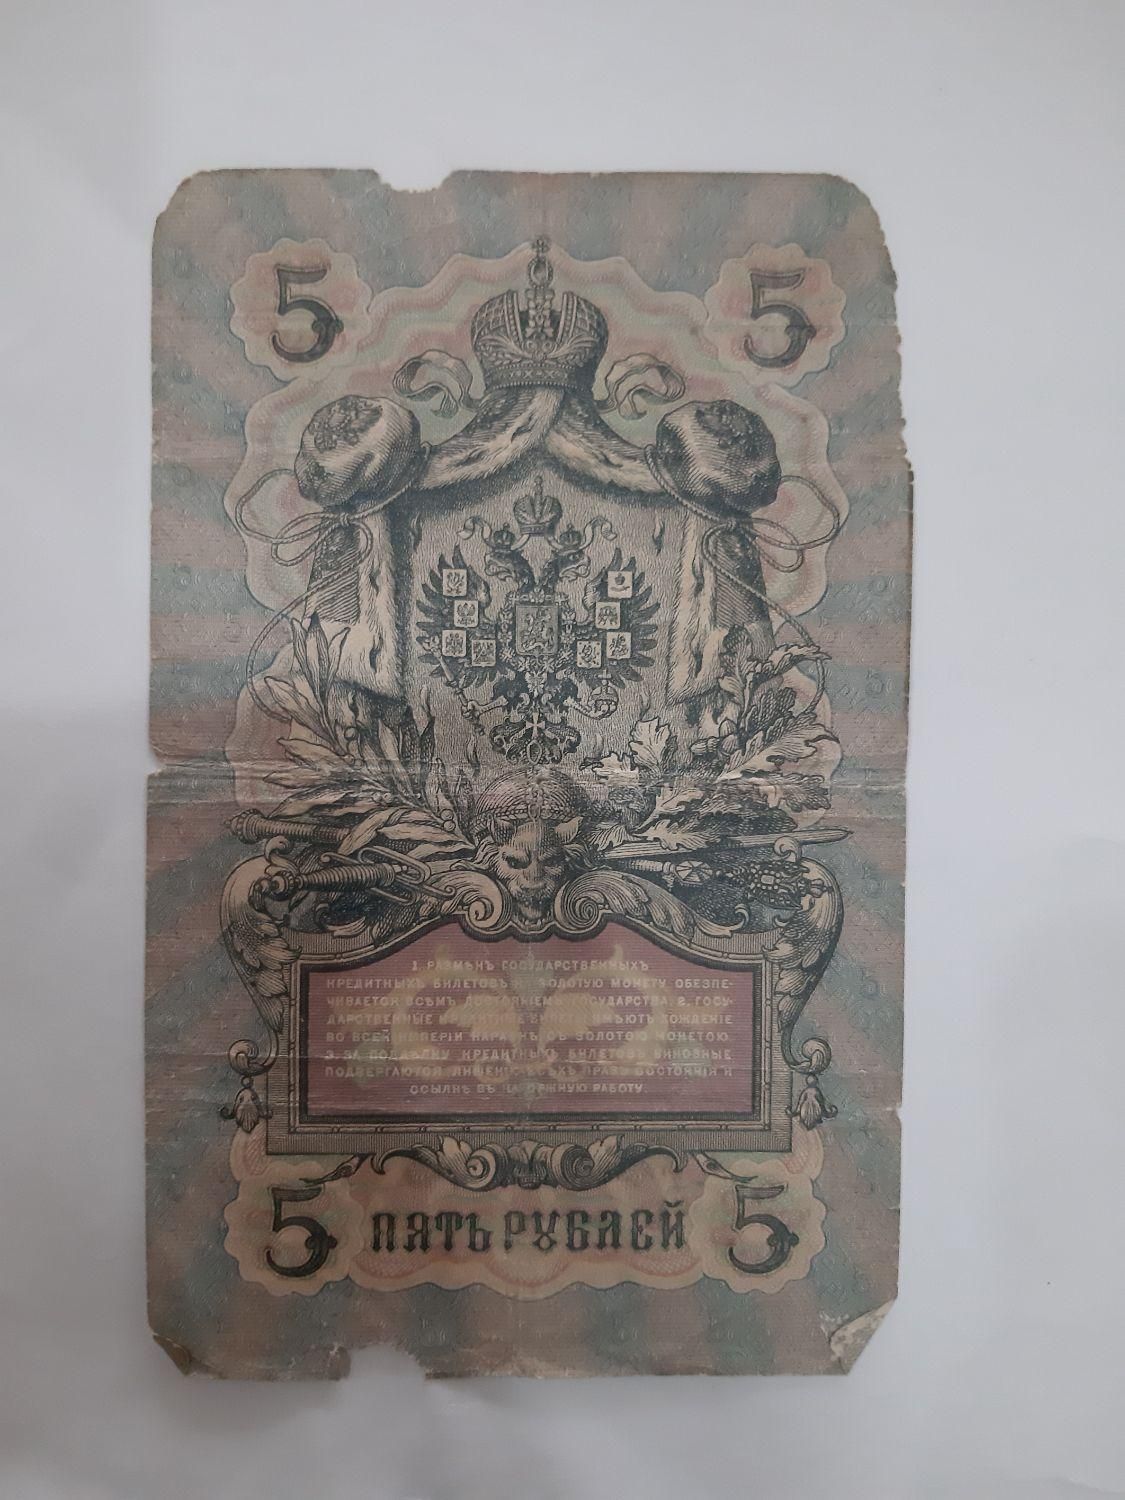 5 5
1. РАЗМѢНЪ ГОСУДАРСТВЕННЫХЪ
КРЕДИТНЫХЪ БИЛЕТОВЪ НА ЗОЛОТУЮ МОНЕТУ ОБЕЗПЕ-
ЧИВАЕТСЯ ВСѢМЪ ДОСТОЯНІЕМЪ ГОСУДАРСТВА. 2. ГОСУ-
ДАРСТВЕННЫЕ КРЕДИТНЫЕ БИЛЕТЫ ИМѢЮТЪ ХОЖДЕНІЕ
ВО ВСЕЙ ИМПЕРІИ НАРАВНѢ СЪ ЗОЛОТОЮ МОНЕТОЮ.
3. ЗА ПОДДѢЛКУ КРЕДИТНЫХЪ БИЛЕТОВЪ ВИНОВНЫЕ
ПОДВЕРГАЮТСЯ ЛИШЕНІЮ ВСѢХЪ ПРАВЪ СОСТОЯНІЯ И
ССЫЛКѢ ВЪ КАТОРЖНУЮ РАБОТУ.
5 ПЯТЬ РУБЛЕЙ 5